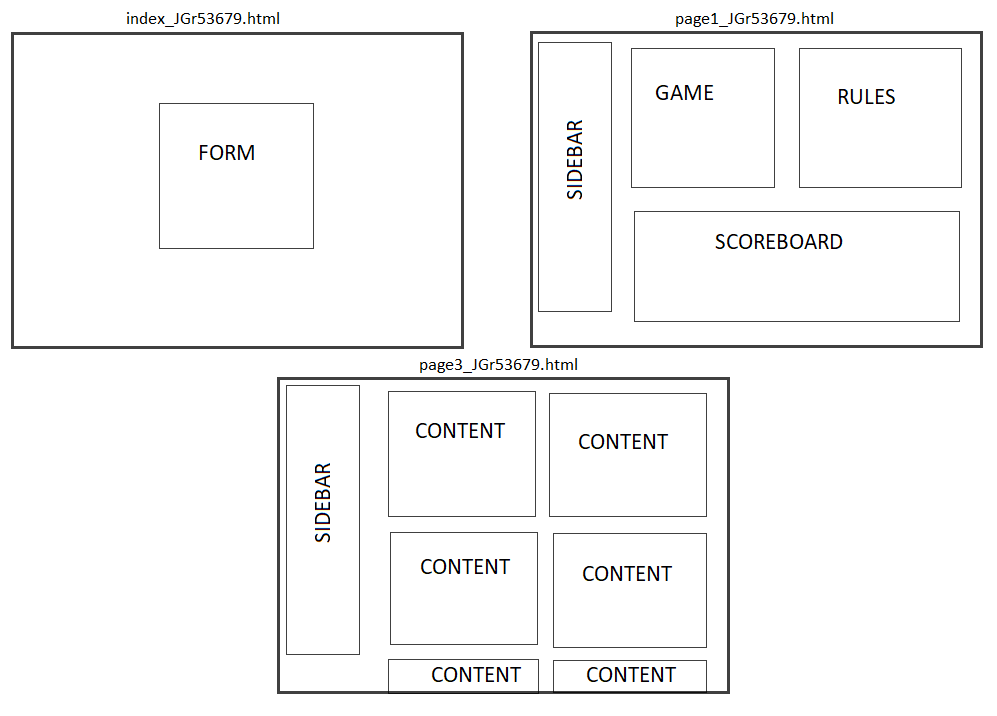 index_JGr53679.html
FORM
page1_JGr53679.html
SIDEBAR
GAME
RULES
SCOREBOARD
page3_JGr53679.html
SIDEBAR
CONTENT
CONTENT
CONTENT
CONTENT
CONTENT
CONTENT